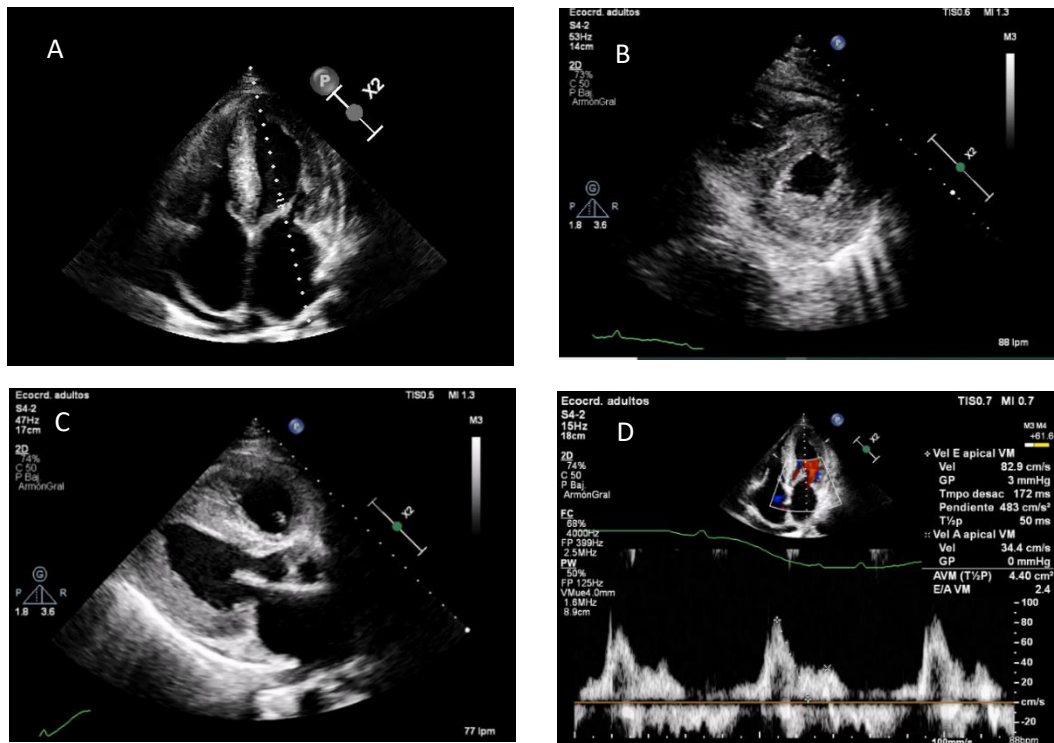 A
P
X2
Ecocrd. adultos
TIS0.6 MI 1.3
S4-2
53Hz
14cm
2D
73%
C 50
P Baj.
ArmónGral
B
P
M3
X2
G
P R
1.8 3.6
88 lpm
Ecocrd. adultos
TIS0.5 MI 1.3
S4-2
47Hz
17cm
2D
74%
C 50
P Baj.
ArmónGral
C
P
M3
X2
G
P R
1.8 3.6
77 lpm
Ecocrd. adultos
TIS0.7 MI 0.7
S4-2
15Hz
18cm
2D
74%
C 50
P Baj.
ArmónGral
FC
68%
4000Hz
FP 399Hz
2.5MHz
PW
50%
FP 125Hz
VMue4.0mm
1.6MHz
8.9cm
D
P
X2
M3 M4
+61.6
Vel E apical VM
Vel 82.9 cm/s
GP 3 mmHg
Tmpo desac 172 ms
Pendiente 483 cm/s²
T½p 50 ms
Vel A apical VM
Vel 34.4 cm/s
GP 0 mmHg
AVM (T½P) 4.40 cm²
E/A VM 2.4
100
80
60
40
20
cm/s
-20
100mm/s
88bpm